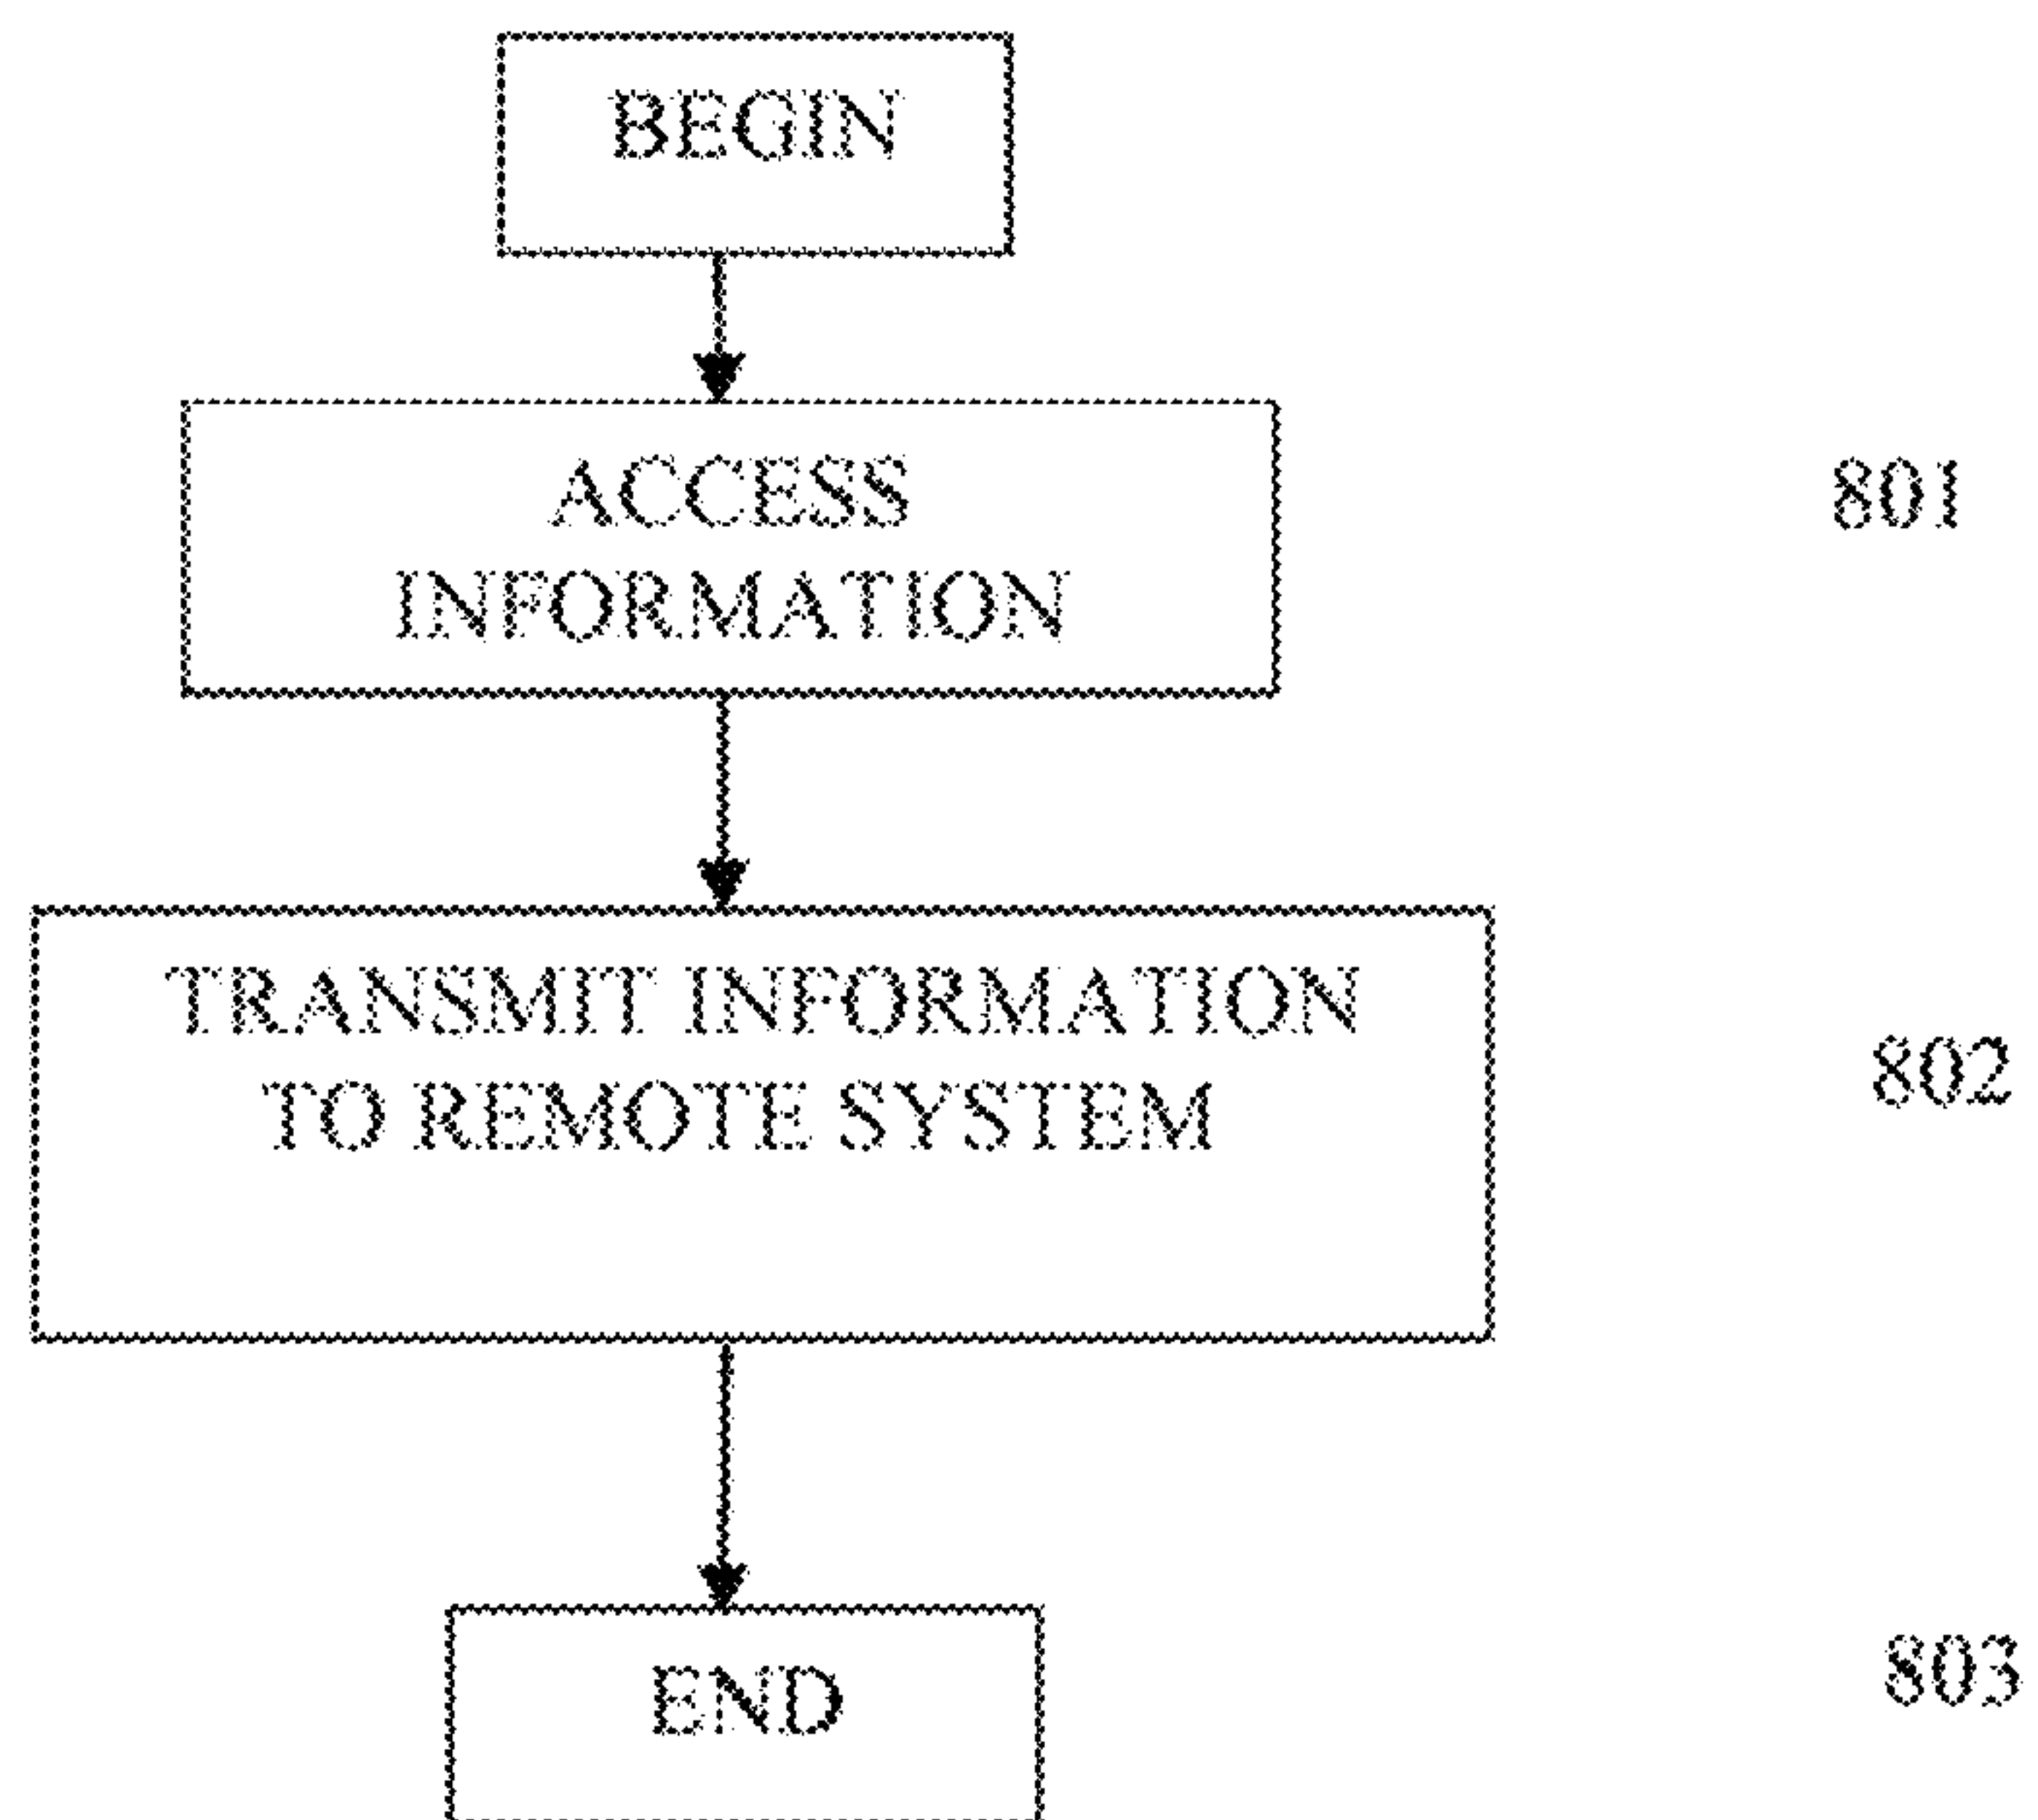 BEGIN
ACCESS
INFORMATION
801
TRANSMIT INFORMATION
TO REMOTE SYSTEM
802
END
803